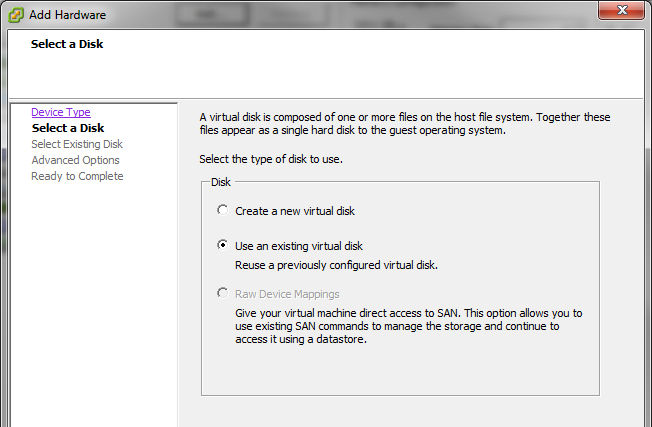 Add Hardware
Select a Disk
Device Type
Select a Disk
Select Existing Disk
Advanced Options
Ready to Complete
A virtual disk is composed of one or more files on the host file system. Together these
files appear as a single hard disk to the guest operating system.
Select the type of disk to use.
Disk
Create a new virtual disk
Use an existing virtual disk
Reuse a previously configured virtual disk.
Raw Device Mappings
Give your virtual machine direct access to SAN. This option allows you to
use existing SAN commands to manage the storage and continue to
access it using a datastore.